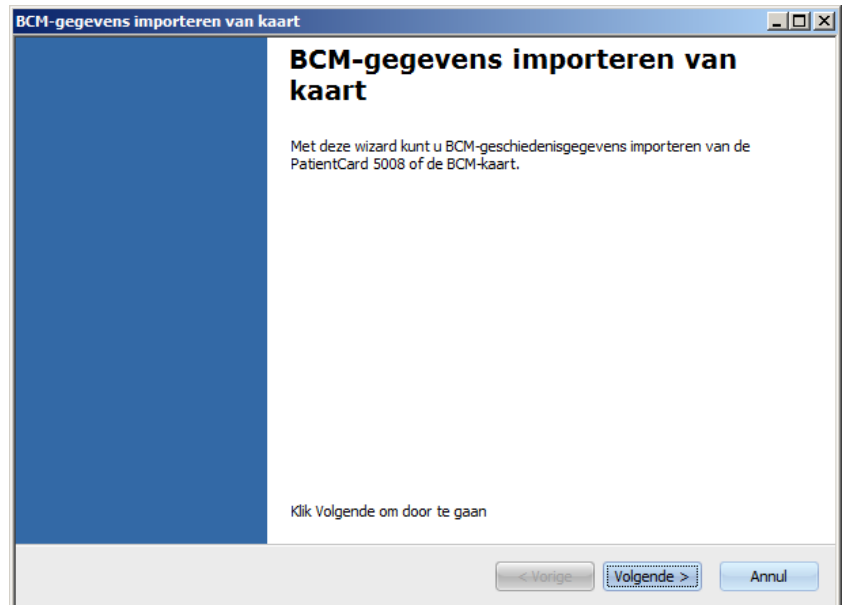 BCM-gegevens importeren van kaart
BCM-gegevens importeren van
kaart
Met deze wizard kunt u BCM-geschiedenisgegevens importeren van de
PatientCard 5008 of de BCM-kaart.
Klik Volgende om door te gaan
< Vorige
Volgende >
Annul